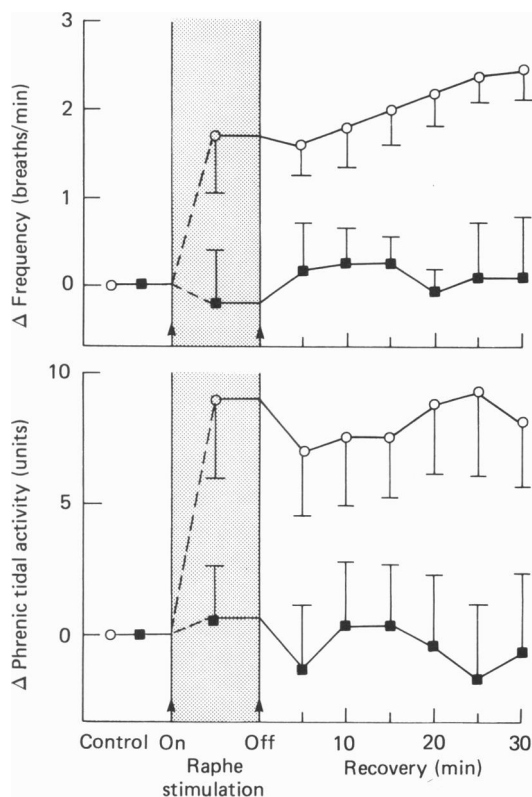 Δ Frequency (breaths/min)
3
2
1
0
Δ Phrenic tidal activity (units)
10
5
0
Control On Off 10 20 30
Raphe Recovery (min)
stimulation